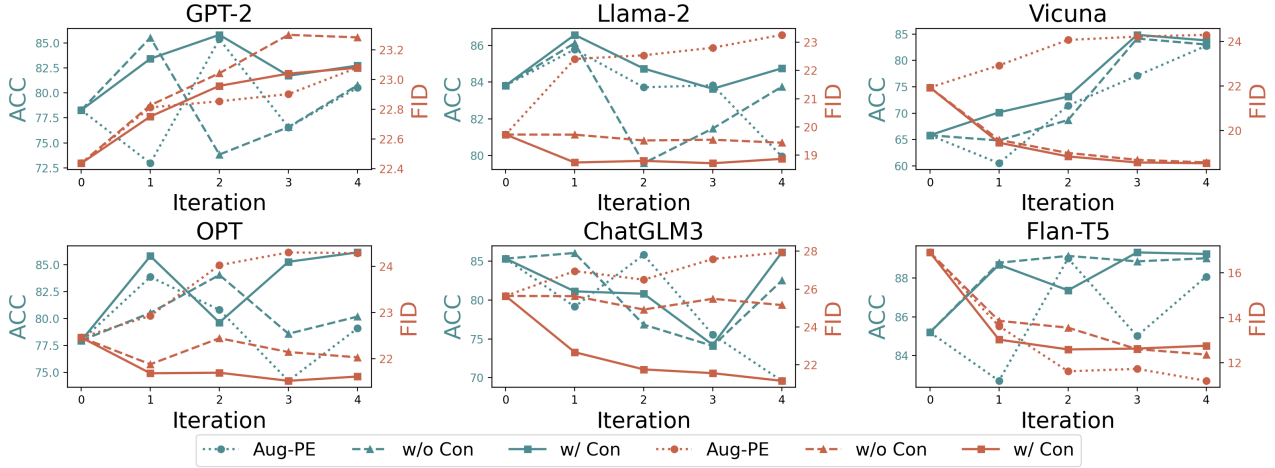 GPT-2
Llama-2
Vicuna
85.0
82.5
80.0
77.5
75.0
72.5
ACC
23.2
23.0
22.8
22.6
22.4
FID
0 1 2 3 4
Iteration
86
84
82
80
ACC
23
22
21
20
19
FID
0 1 2 3 4
Iteration
85
80
75
70
65
60
ACC
24
22
20
FID
0 1 2 3 4
Iteration
OPT
ChatGLM3
Flan-T5
85.0
82.5
80.0
77.5
75.0
ACC
24
23
22
FID
0 1 2 3 4
Iteration
85
80
75
70
ACC
28
26
24
22
FID
0 1 2 3 4
Iteration
88
86
84
ACC
16
14
12
FID
0 1 2 3 4
Iteration
Aug-PE w/o Con w/ Con Aug-PE w/o Con w/ Con